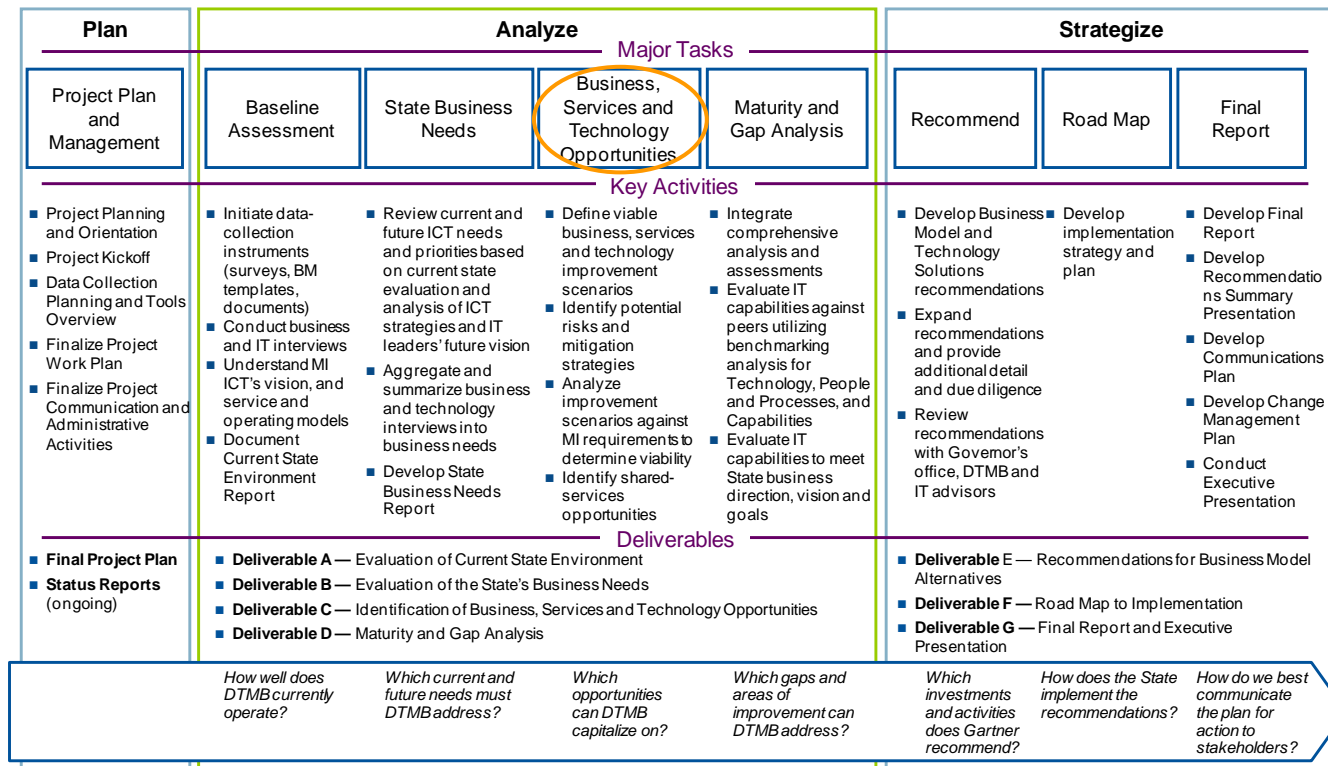 Plan
Analyze
Strategize
Major Tasks
Project Plan
and
Management
Baseline
Assessment
State Business
Needs
Business,
Services and
Technology
Opportunities
Maturity and
Gap Analysis
Recommend
Road Map
Final
Report
Key Activities
■ Project Planning
and Orientation
■ Project Kickoff
■ Data Collection
Planning and Tools
Overview
■ Finalize Project
Work Plan
■ Finalize Project
Communication and
Administrative
Activities
■ Initiate data-
collection
instruments
(surveys, BM
templates,
documents)
■ Conduct business
and IT interviews
■ Understand MI
ICT's vision, and
service and
operating models
■ Document
Current State
Environment
Report
■ Review current and
future ICT needs
and priorities based
on current state
evaluation and
analysis of ICT
strategies and IT
leaders' future vision
■ Aggregate and
summarize business
and technology
interviews into
business needs
■ Develop State
Business Needs
Report
■ Define viable
business, services
and technology
improvement
scenarios
■ Identify potential
risks and
mitigation
strategies
■ Analyze
improvement
scenarios against
MI requirements to
determine viability
■ Identify shared-
services
opportunities
■ Integrate
comprehensive
analysis and
assessments
■ Evaluate IT
capabilities against
peers utilizing
benchmarking
analysis for
Technology, People
and Processes, and
Capabilities
■ Evaluate IT
capabilities to meet
State business
direction, vision and
goals
■ Develop Business
Model and
Technology
Solutions
recommendations
■ Expand
recommendations
and provide
additional detail
and due diligence
■ Review
recommendations
with Governor's
office, DTMB and
IT advisors
■ Develop
implementation
strategy and
plan
■ Develop Final
Report
■ Develop
Recommendatio
ns Summary
Presentation
■ Develop
Communications
Plan
■ Develop Change
Management
Plan
■ Conduct
Executive
Presentation
Deliverables
■ Final Project Plan
■ Status Reports
(ongoing)
■ Deliverable A — Evaluation of Current State Environment
■ Deliverable B — Evaluation of the State's Business Needs
■ Deliverable C — Identification of Business, Services and Technology Opportunities
■ Deliverable D — Maturity and Gap Analysis
■ Deliverable E — Recommendations for Business Model
Alternatives
■ Deliverable F — Road Map to Implementation
■ Deliverable G — Final Report and Executive
Presentation
How well does
DTMB currently
operate?
Which current and
future needs must
DTMB address?
Which
opportunities
can DTMB
capitalize on?
Which gaps and
areas of
improvement can
DTMB address?
Which
investments
and activities
does Gartner
recommend?
How does the State
implement the
recommendations?
How do we best
communicate
the plan for
action to
stakeholders?